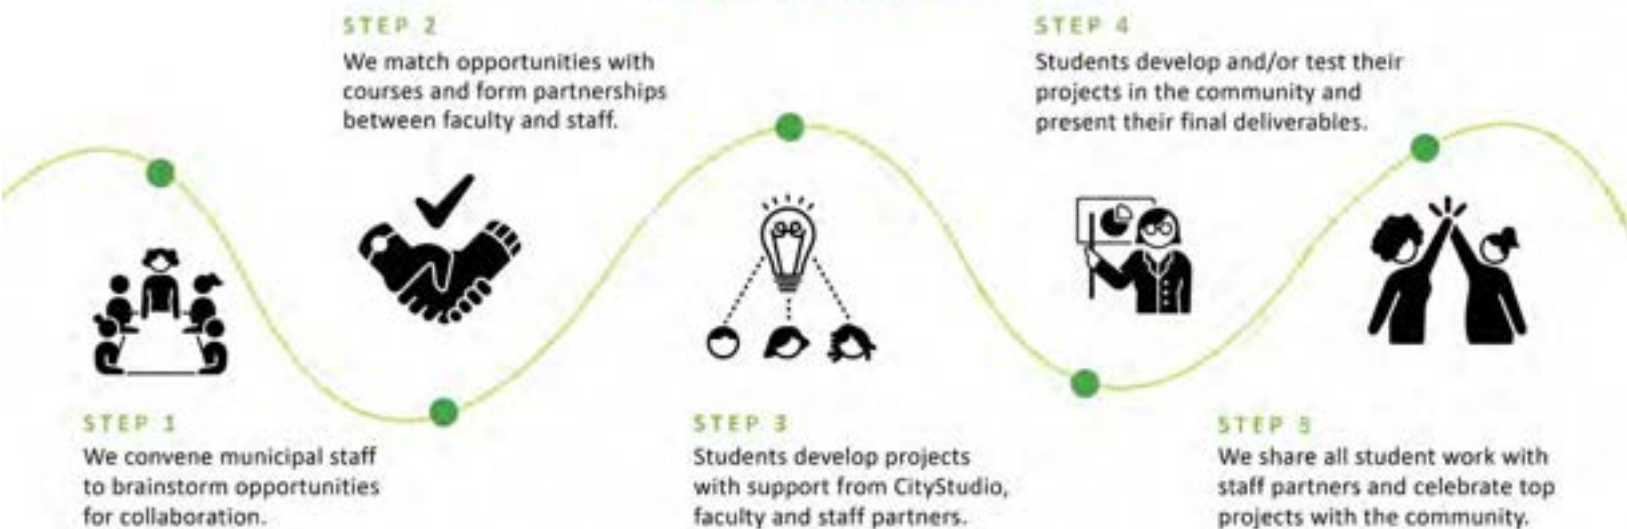 STEP 1
We convene municipal staff
to brainstorm opportunities
for collaboration.
STEP 2
We match opportunities with
courses and form partnerships
between faculty and staff.
STEP 3
Students develop projects
with support from CityStudio,
faculty and staff partners.
STEP 4
Students develop and/or test their
projects in the community and
present their final deliverables.
STEP 5
We share all student work with
staff partners and celebrate top
projects with the community.